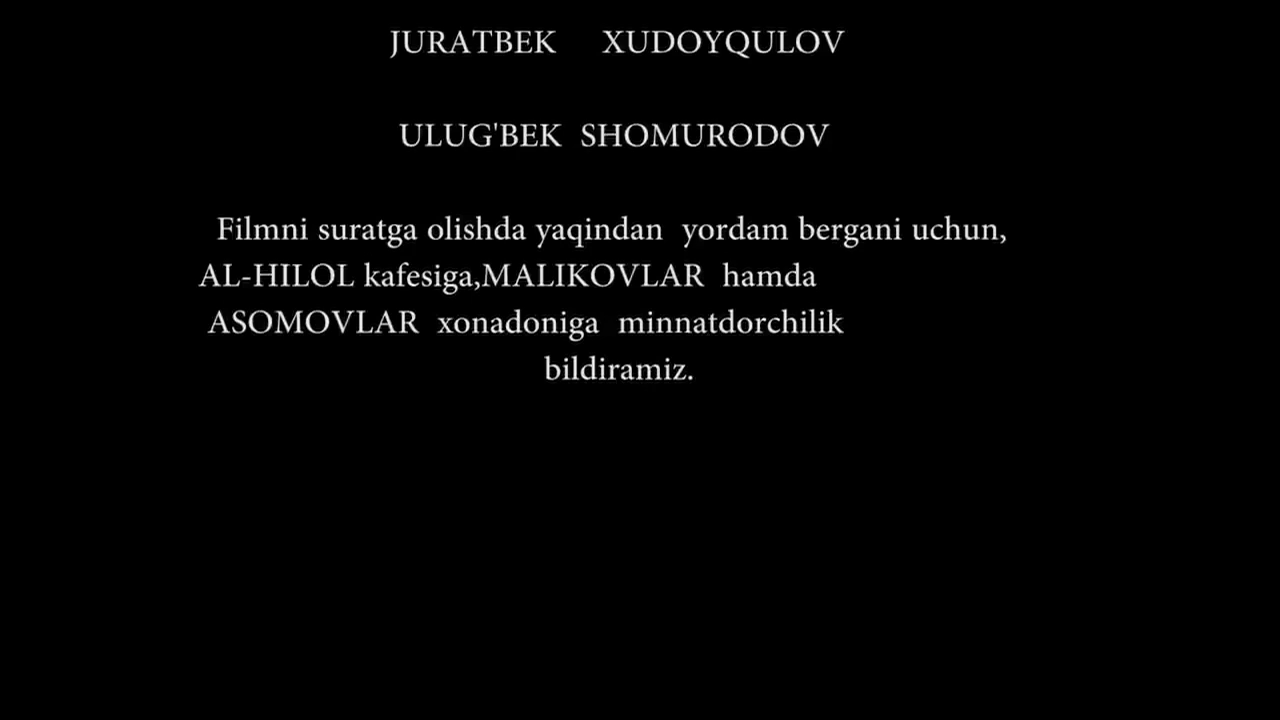 JURATBEK XUDOYQULOV
ULUG'BEK SHOMURODOV
Filmni suratga olishda yaqindan yordam bergani uchun,
AL-HILOL kafesiga,MALIKOVLAR hamda
ASOMOVLAR xonadoniga minnatdorchilik
bildiramiz.